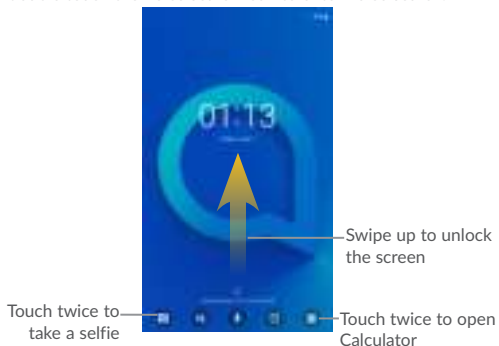 01:13
Swipe up to unlock
the screen
Touch twice to
take a selfie
Touch twice to open
Calculator